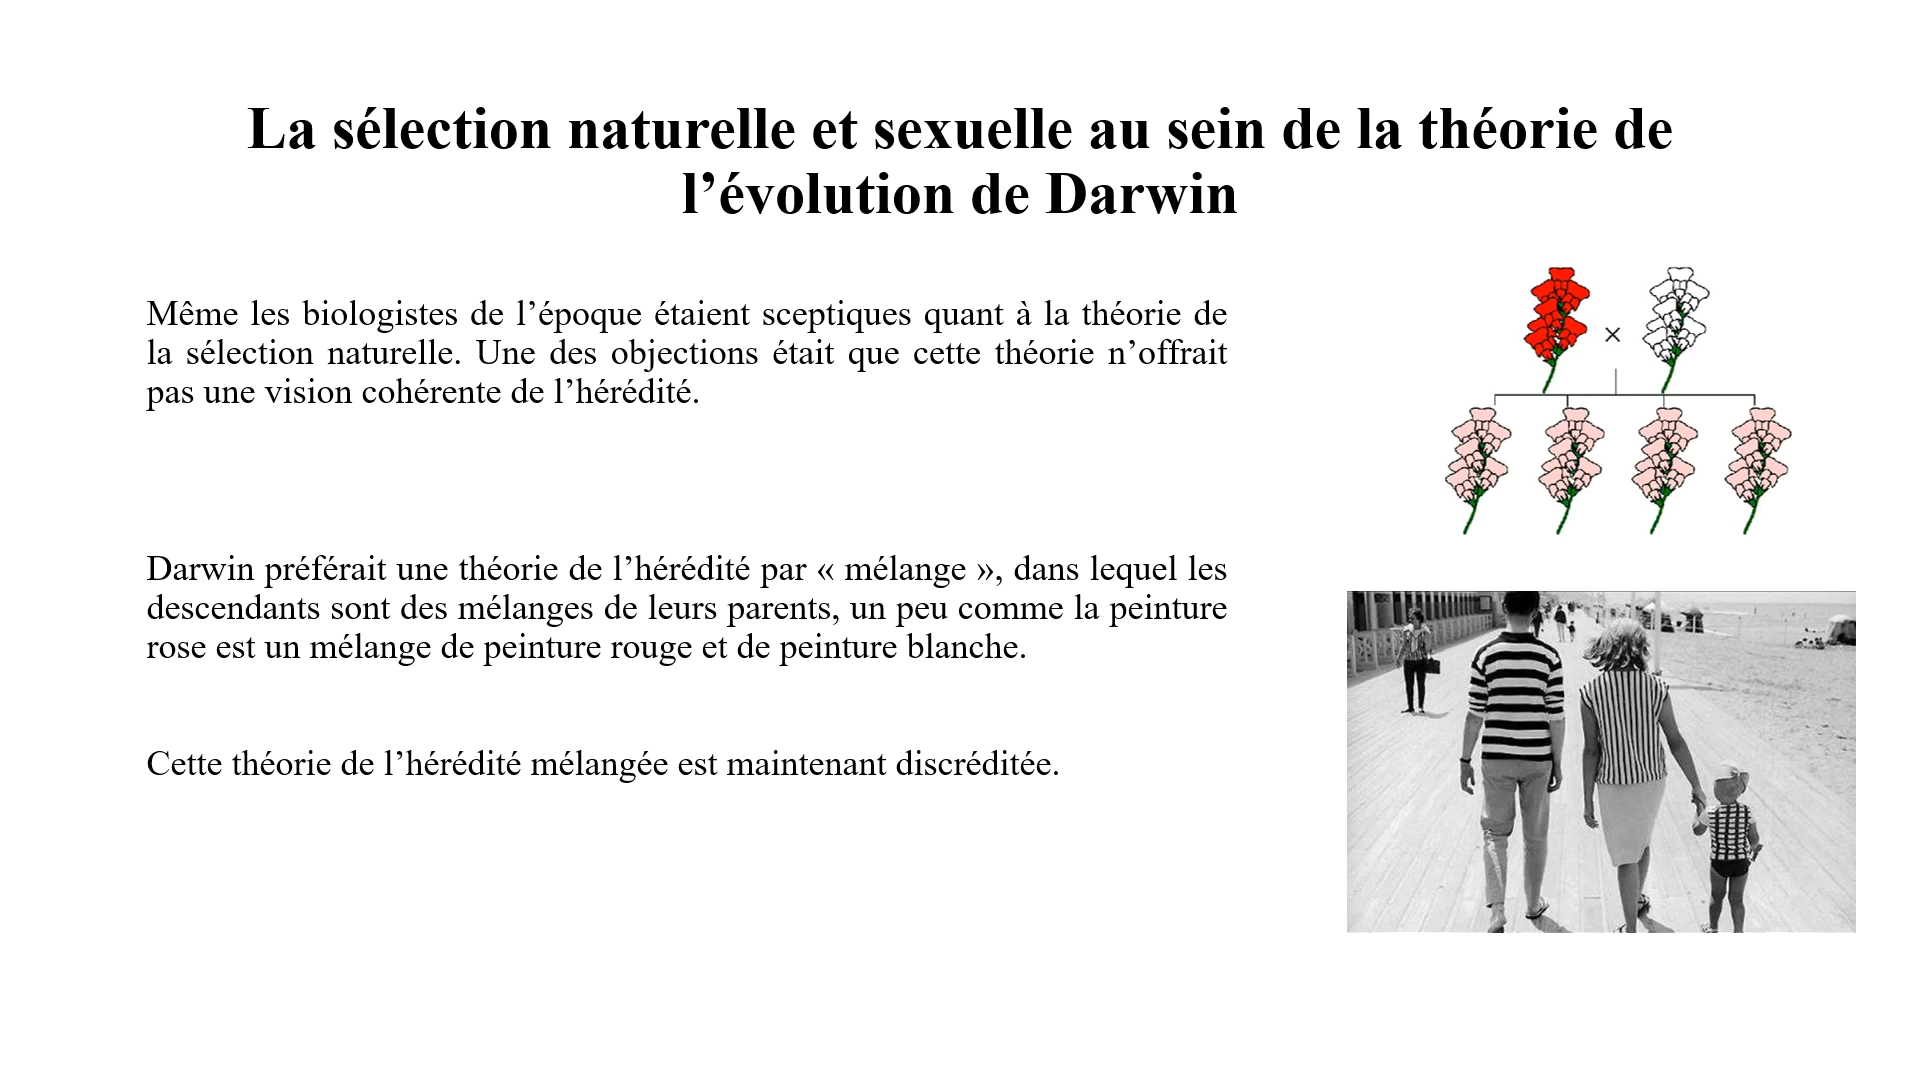 La sélection naturelle et sexuelle au sein de la théorie de
l’évolution de Darwin
Même les biologistes de l’époque étaient sceptiques quant à la théorie de
la sélection naturelle. Une des objections était que cette théorie n’offrait
pas une vision cohérente de l’hérédité.
×
Darwin préférait une théorie de l’hérédité par « mélange », dans lequel les
descendants sont des mélanges de leurs parents, un peu comme la peinture
rose est un mélange de peinture rouge et de peinture blanche.
Cette théorie de l’hérédité mélangée est maintenant discréditée.